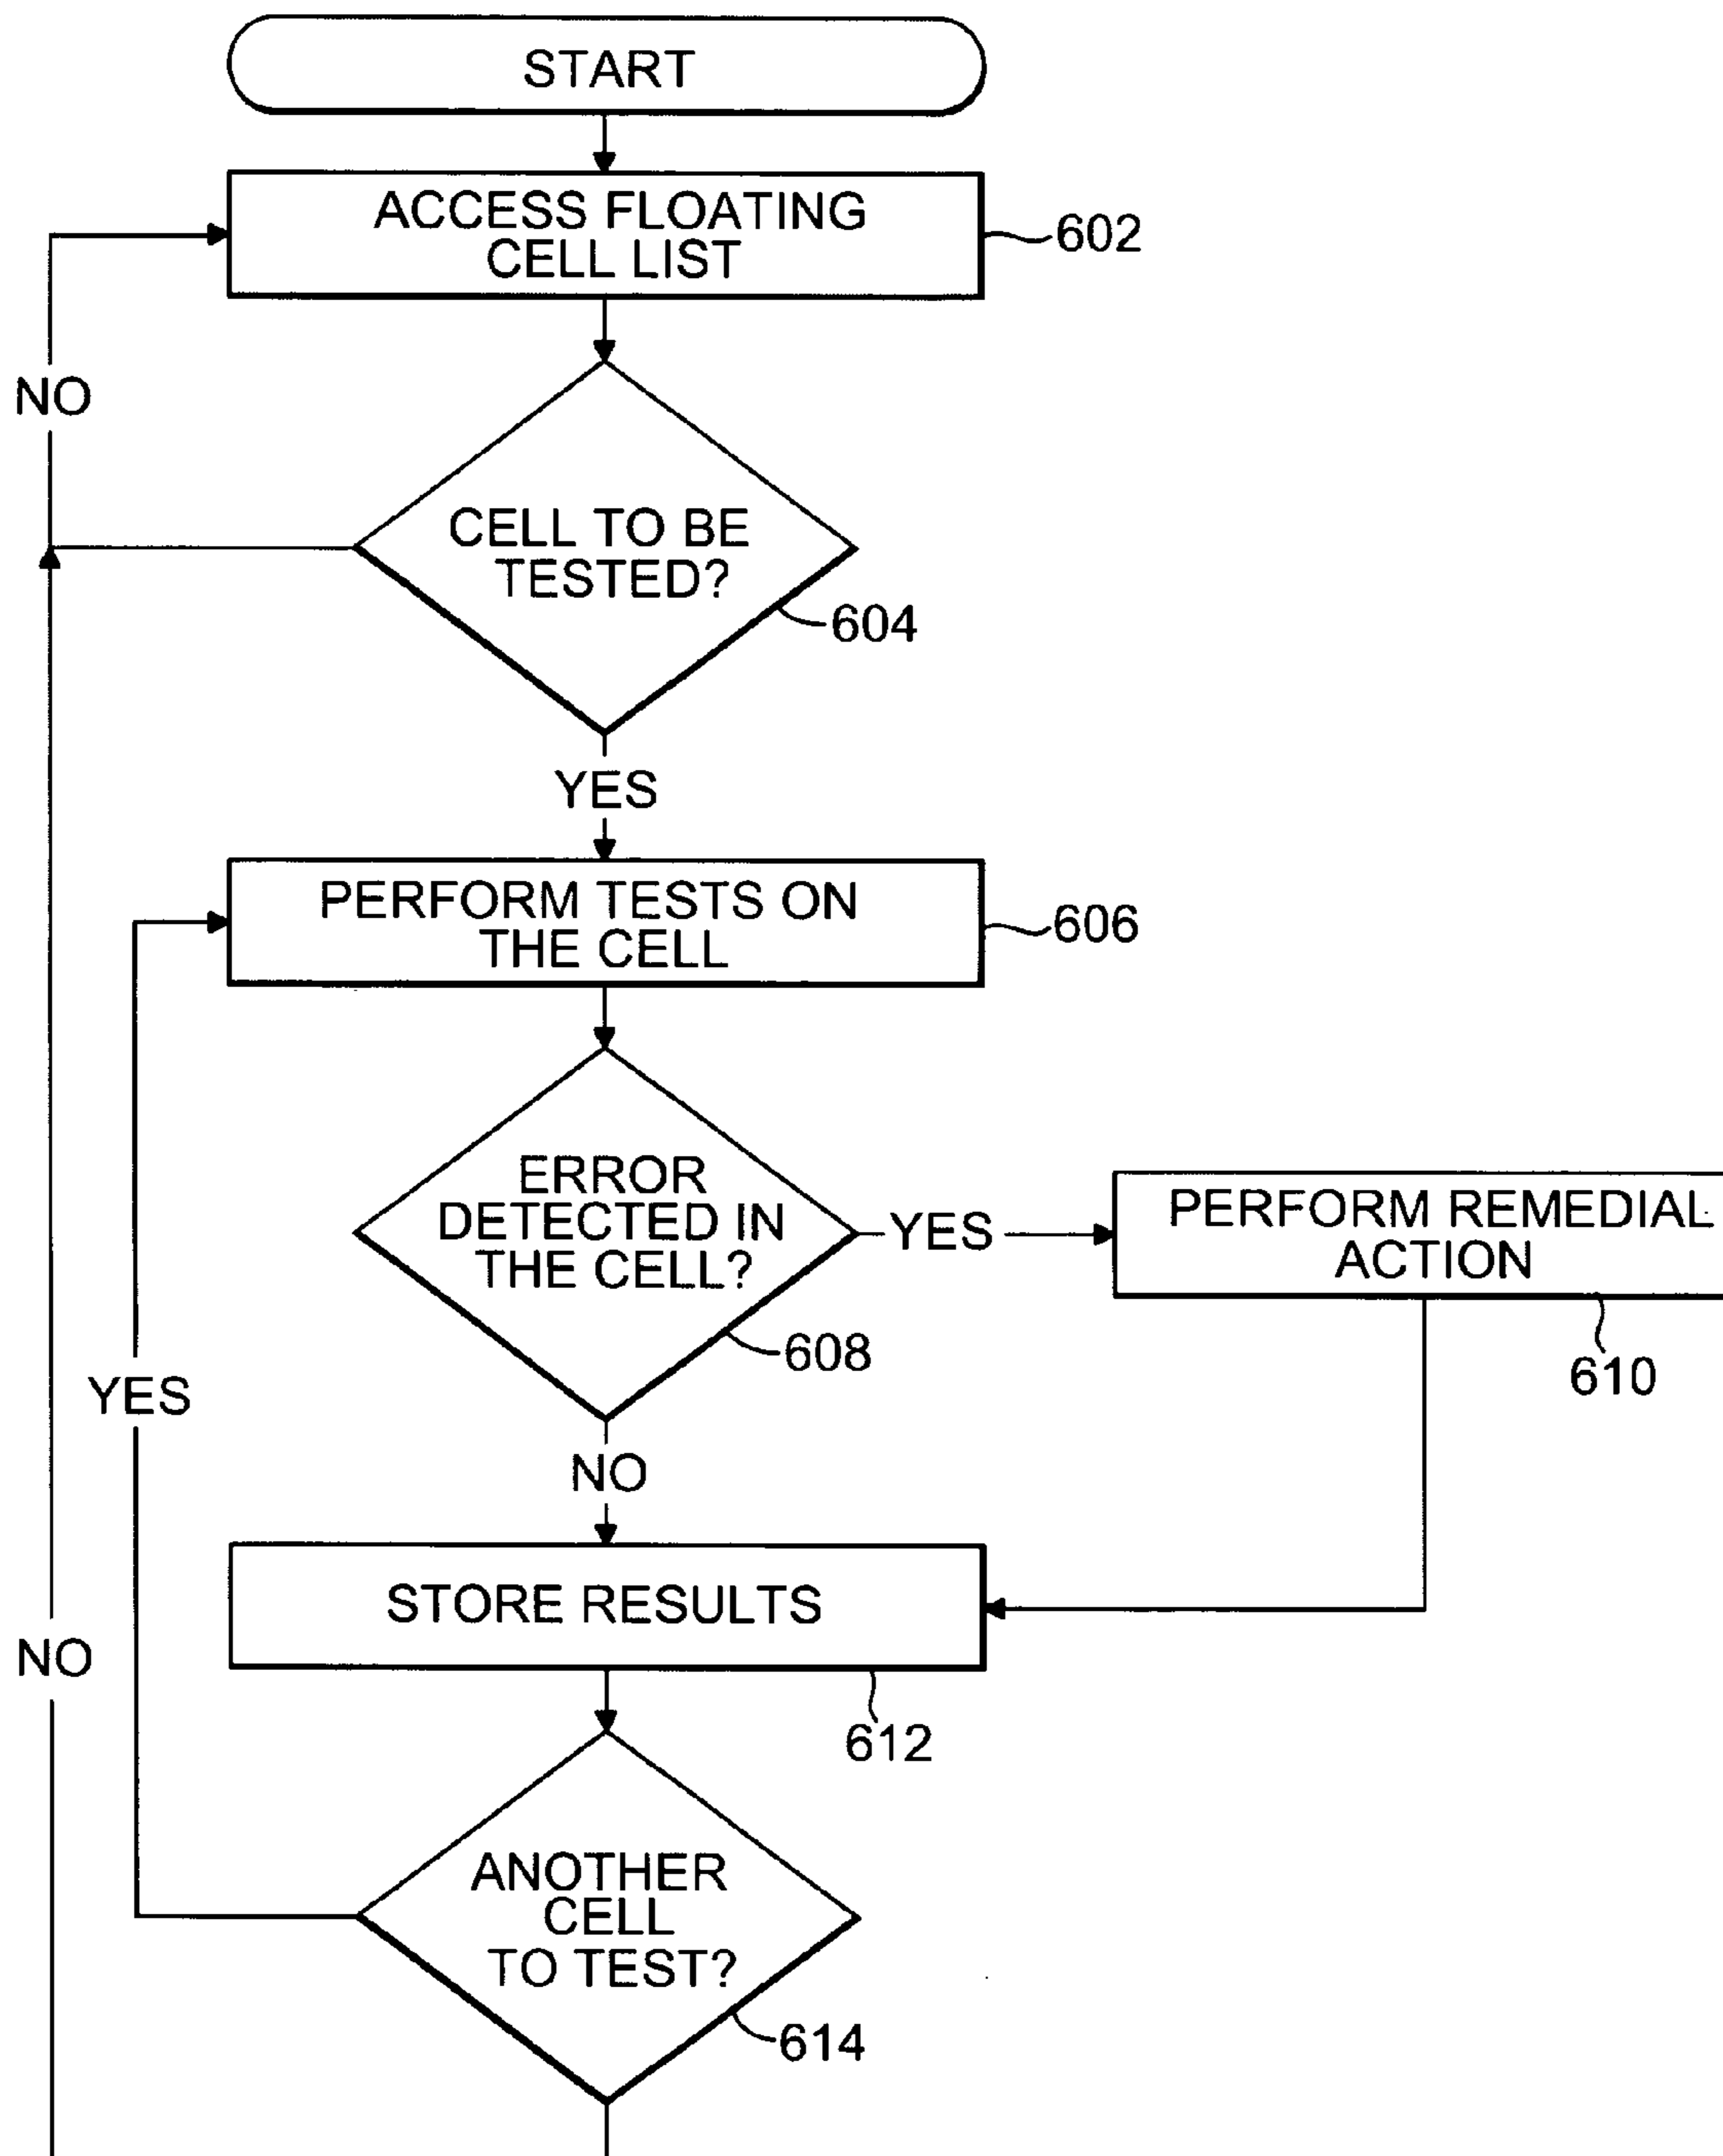 START
ACCESS FLOATING
CELL LIST
602
NO
CELL TO BE
TESTED?
604
YES
PERFORM TESTS ON
THE CELL
606
ERROR
DETECTED IN
THE CELL?
608
YES
PERFORM REMEDIAL
ACTION
610
YES
NO
STORE RESULTS
612
NO
ANOTHER
CELL
TO TEST?
614